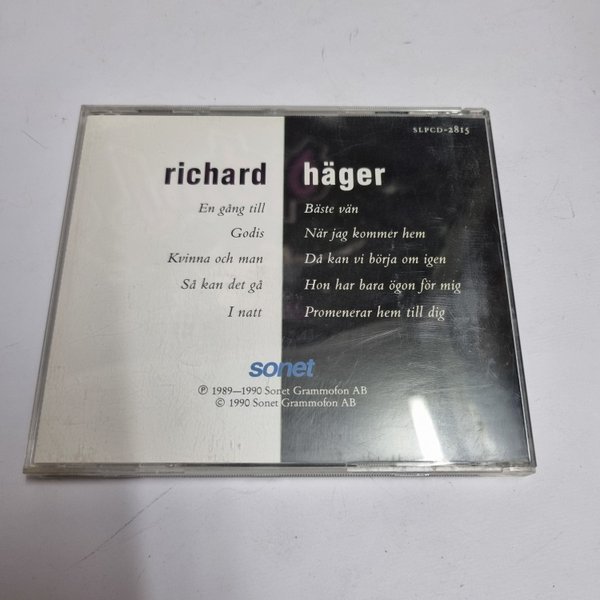 SLPCD-2815
richard häger
En gång till
Godis
Kvinna och man
Så kan det gå
I natt
Bäste vän
När jag kommer hem
Då kan vi börja om igen
Hon har bara ögon för mig
Promenerar hem till dig
sonet
℗ 1989—1990 Sonet Grammofon AB
© 1990 Sonet Grammofon AB